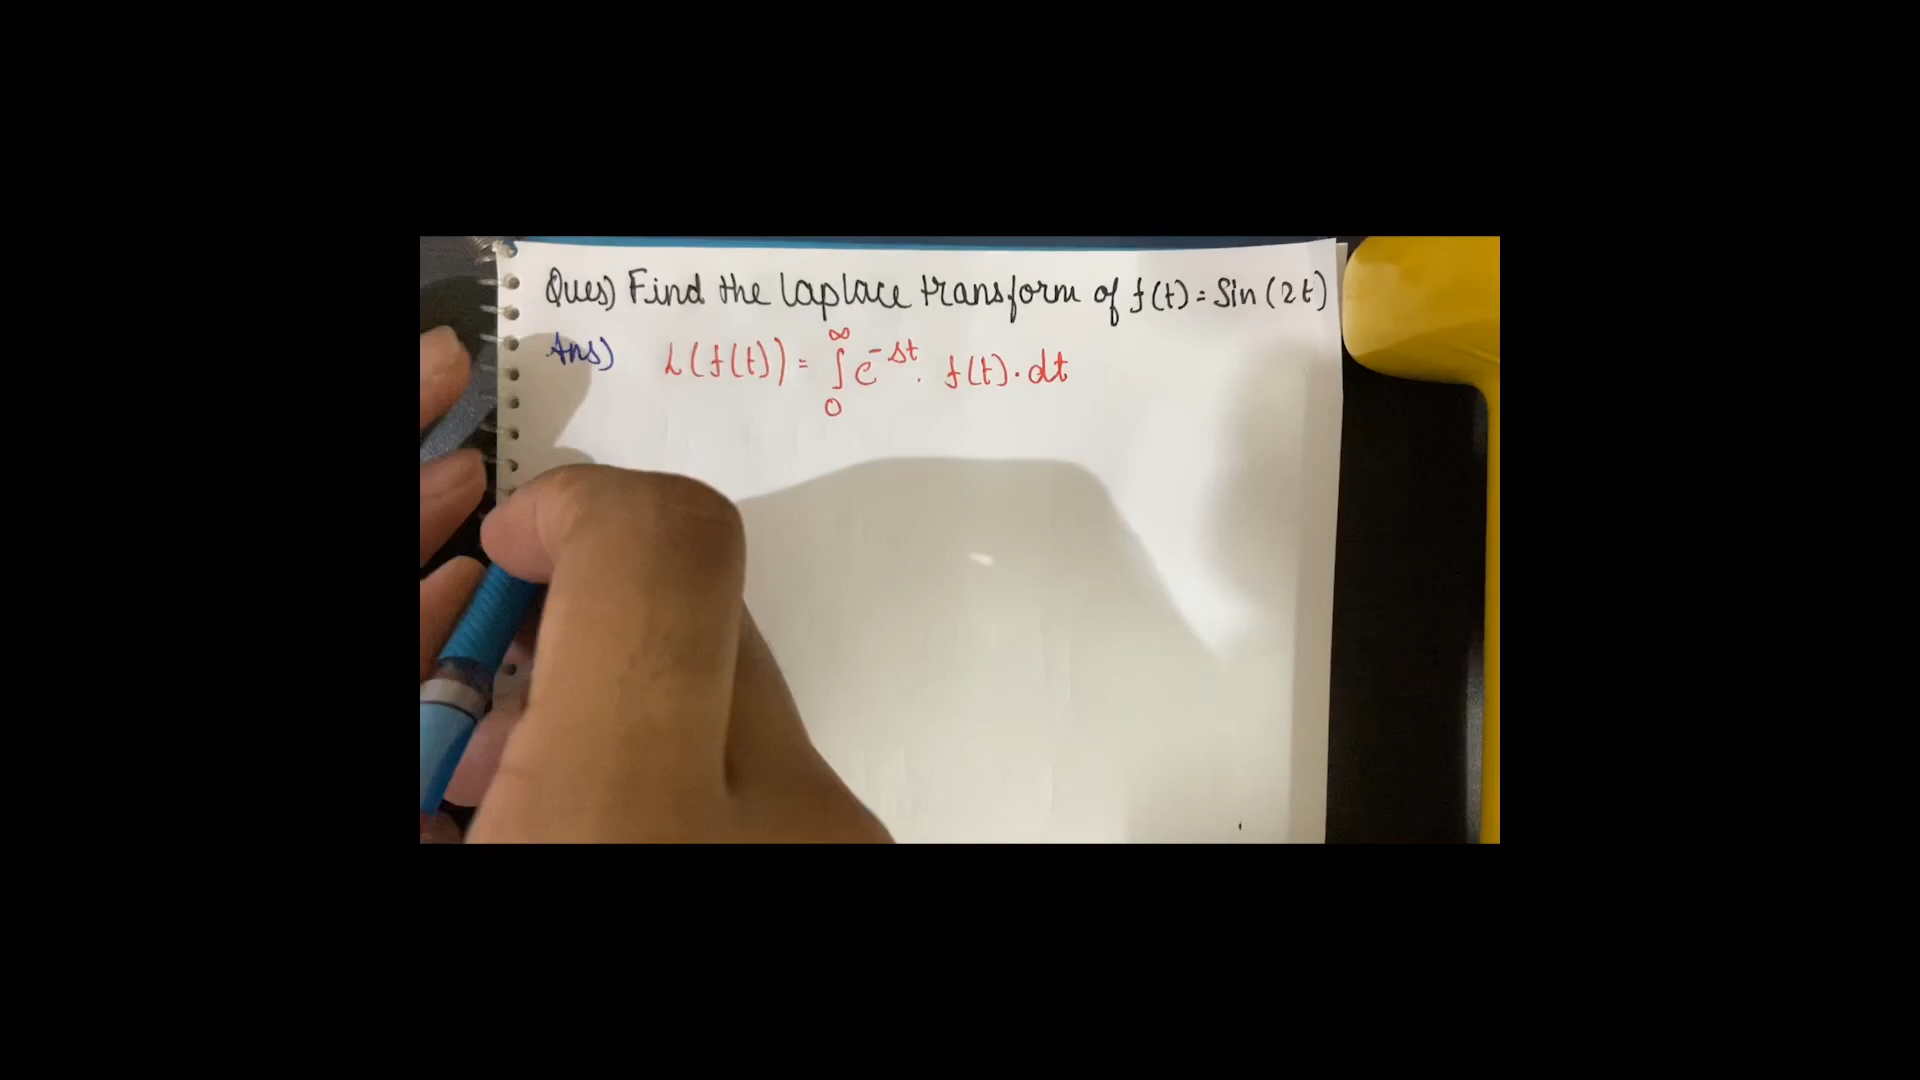 Ques) Find the laplace transform of f(t) = Sin (2t)
Ans) L(f(t)) = ∫₀^∞ e^-st . f(t) . dt